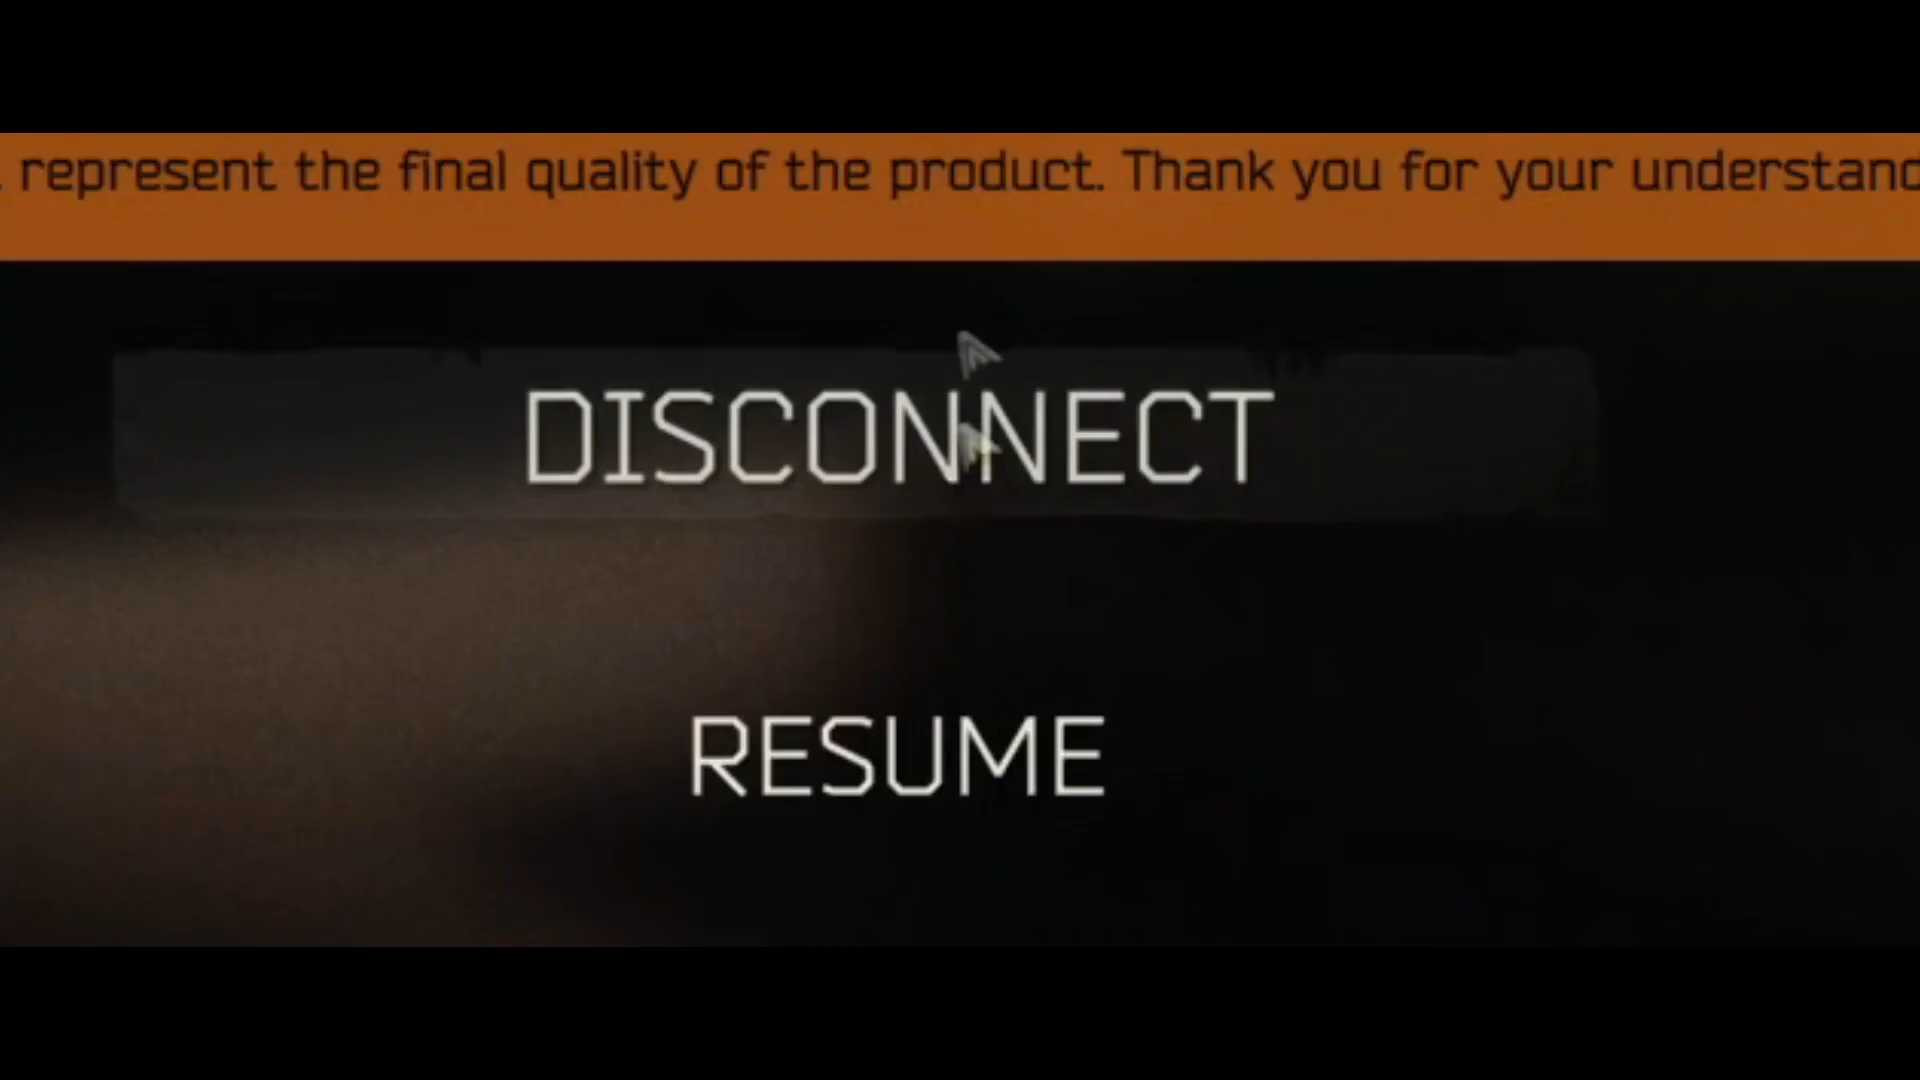 represent the final quality of the product. Thank you for your understand
DISCONNECT
RESUME